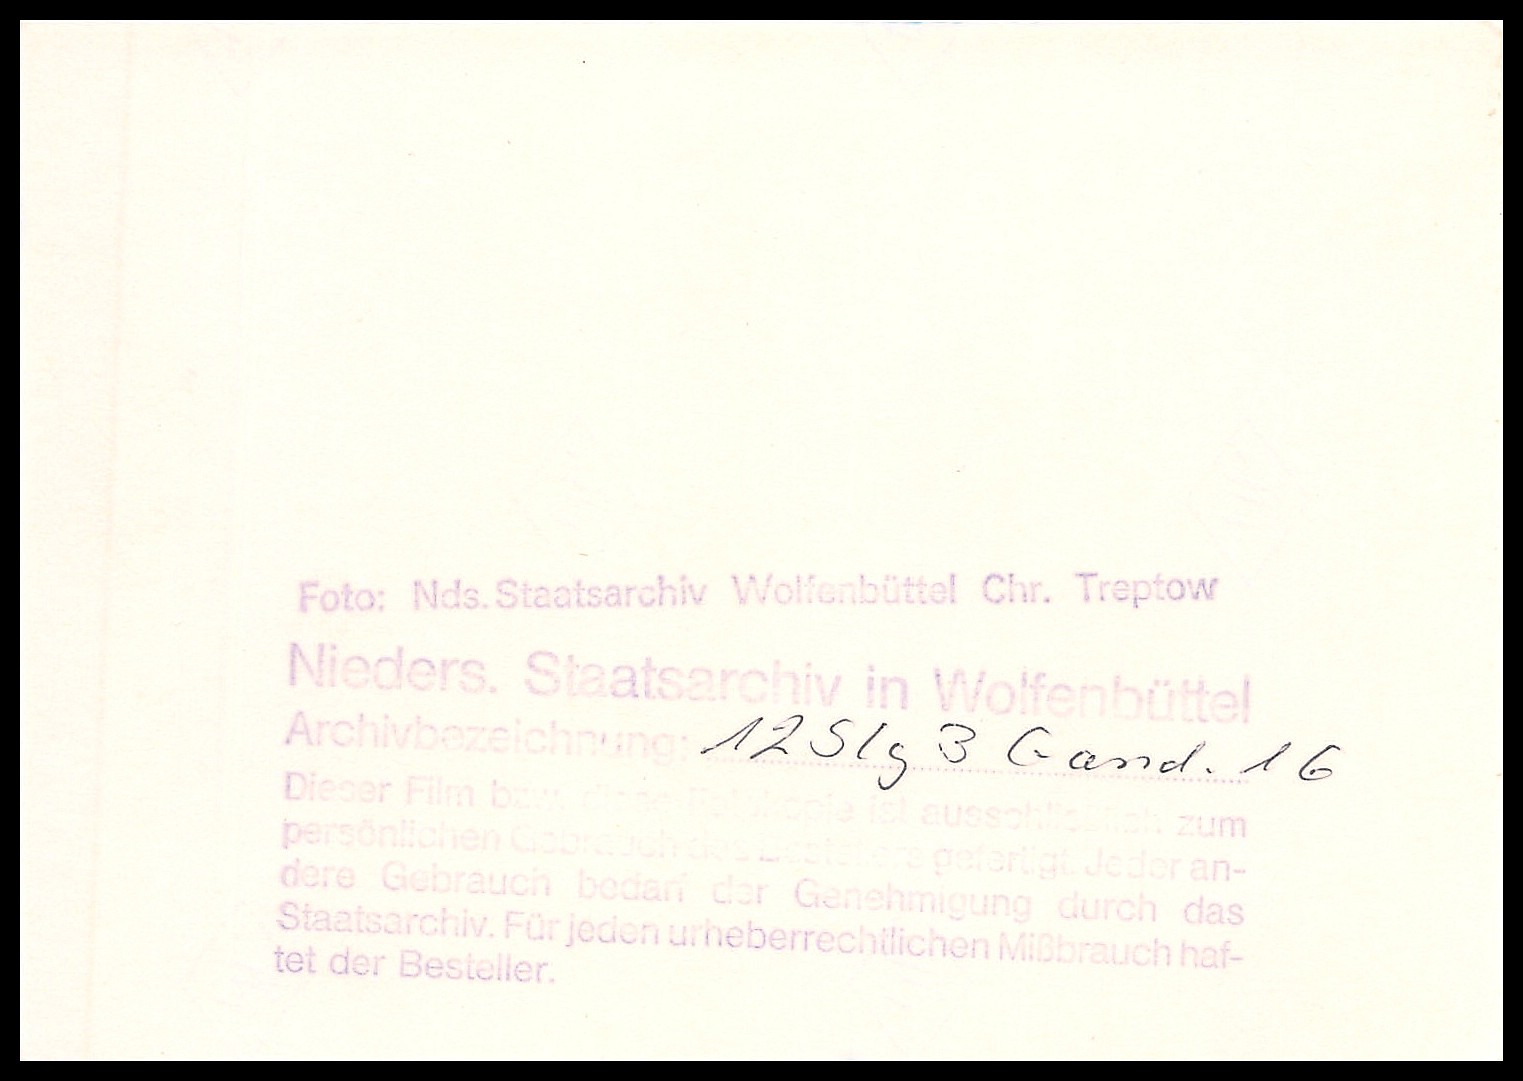 Foto: Nds. Staatsarchiv Wolfenbüttel Chr. Treptow
Nieders. Staatsarchiv in Wolfenbüttel
Archivbezeichnung: 12 Slg 3 Gand. 16
Dieser Film bzw. diese Fotokopie ist ausschließlich zum
persönlichen Gebrauch des Bestellers gefertigt. Jeder an-
dere Gebrauch bedarf der Genehmigung durch das
Staatsarchiv. Für jeden urheberrechtlichen Mißbrauch haf-
tet der Besteller.